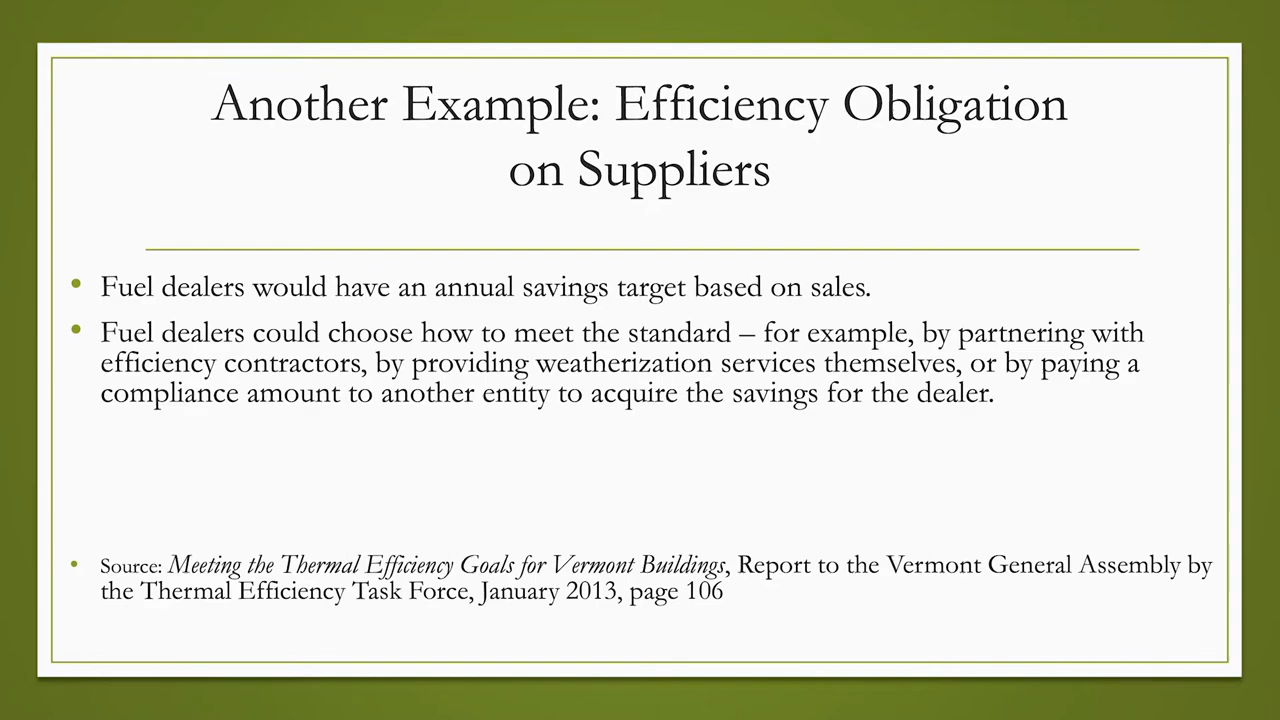 Another Example: Efficiency Obligation
on Suppliers
• Fuel dealers would have an annual savings target based on sales.
• Fuel dealers could choose how to meet the standard – for example, by partnering with
efficiency contractors, by providing weatherization services themselves, or by paying a
compliance amount to another entity to acquire the savings for the dealer.
• Source: Meeting the Thermal Efficiency Goals for Vermont Buildings, Report to the Vermont General Assembly by
the Thermal Efficiency Task Force, January 2013, page 106